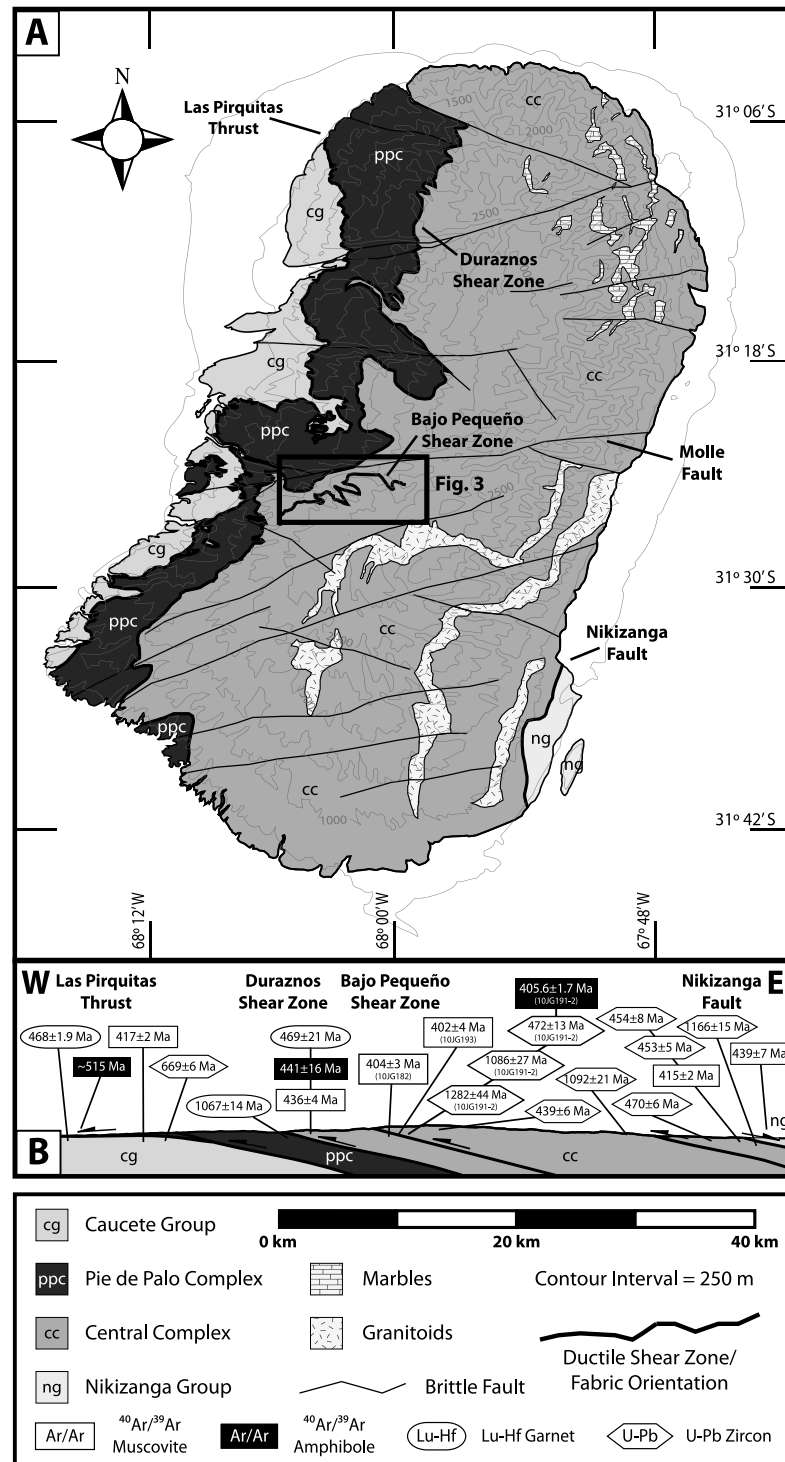 A
N
Las Pirquitas
Thrust
cc
1500
2000
31° 06′ S
ppc
cg
2500
Duraznos
Shear Zone
31° 18′ S
cg
cc
Bajo Pequeño
Shear Zone
ppc
Molle
Fault
Fig. 3
2500
cg
31° 30′ S
ppc
cc
Nikizanga
Fault
ppc
ng
ng
cc
1000
31° 42′ S
68° 12′ W
68° 00′ W
67° 48′ W
W
Las Pirquitas
Thrust
Duraznos
Shear Zone
Bajo Pequeño
Shear Zone
Nikizanga
Fault
E
405.6±1.7 Ma
(10JG191-2)
468±1.9 Ma
417±2 Ma
469±21 Ma
402±4 Ma
(10JG193)
472±13 Ma
(10JG191-2)
454±8 Ma
1166±15 Ma
~515 Ma
669±6 Ma
441±16 Ma
404±3 Ma
(10JG182)
1086±27 Ma
(10JG191-2)
453±5 Ma
439±7 Ma
1067±14 Ma
436±4 Ma
1282±44 Ma
(10JG191-2)
439±6 Ma
1092±21 Ma
415±2 Ma
470±6 Ma
ng
B
cg
ppc
cc
cg
Caucete Group
0 km
20 km
40 km
ppc
Pie de Palo Complex
Marbles
Contour Interval = 250 m
cc
Central Complex
Granitoids
Ductile Shear Zone/
Fabric Orientation
ng
Nikizanga Group
Brittle Fault
Ar/Ar
⁴⁰Ar/³⁹Ar
Muscovite
Ar/Ar
⁴⁰Ar/³⁹Ar
Amphibole
Lu-Hf
Lu-Hf Garnet
U-Pb
U-Pb Zircon